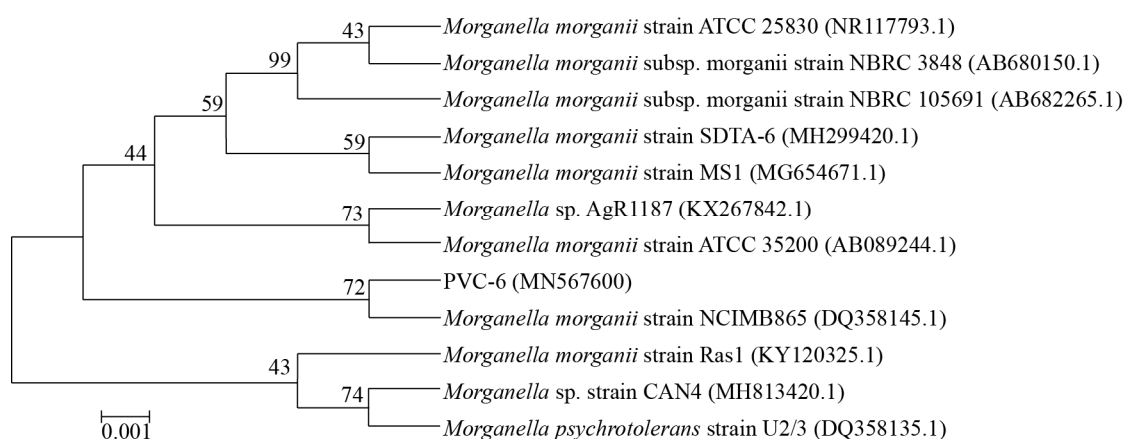 43
Morganella morganii strain ATCC 25830 (NR117793.1)
99
Morganella morganii subsp. morganii strain NBRC 3848 (AB680150.1)
59
Morganella morganii subsp. morganii strain NBRC 105691 (AB682265.1)
59
Morganella morganii strain SDTA-6 (MH299420.1)
44
Morganella morganii strain MS1 (MG654671.1)
73
Morganella sp. AgR1187 (KX267842.1)
Morganella morganii strain ATCC 35200 (AB089244.1)
72
PVC-6 (MN567600)
Morganella morganii strain NCIMB865 (DQ358145.1)
43
Morganella morganii strain Ras1 (KY120325.1)
74
Morganella sp. strain CAN4 (MH813420.1)
Morganella psychrotolerans strain U2/3 (DQ358135.1)
0.001